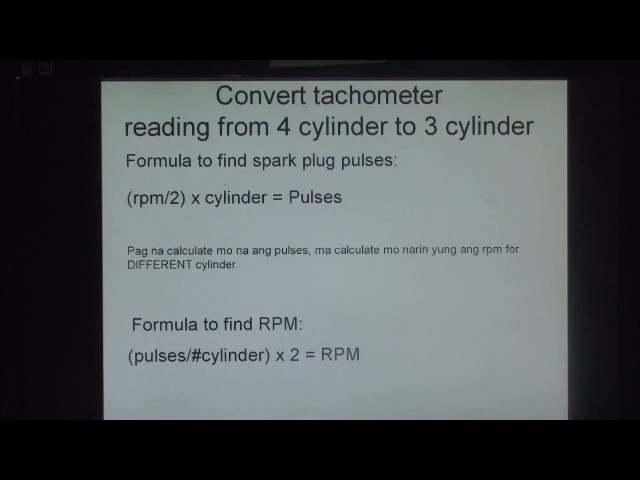 Convert tachometer
reading from 4 cylinder to 3 cylinder
Formula to find spark plug pulses:
(rpm/2) x cylinder = Pulses
Pag na calculate mo na ang pulses, ma calculate mo narin yung ang rpm for
DIFFERENT cylinder.
Formula to find RPM:
(pulses/#cylinder) x 2 = RPM